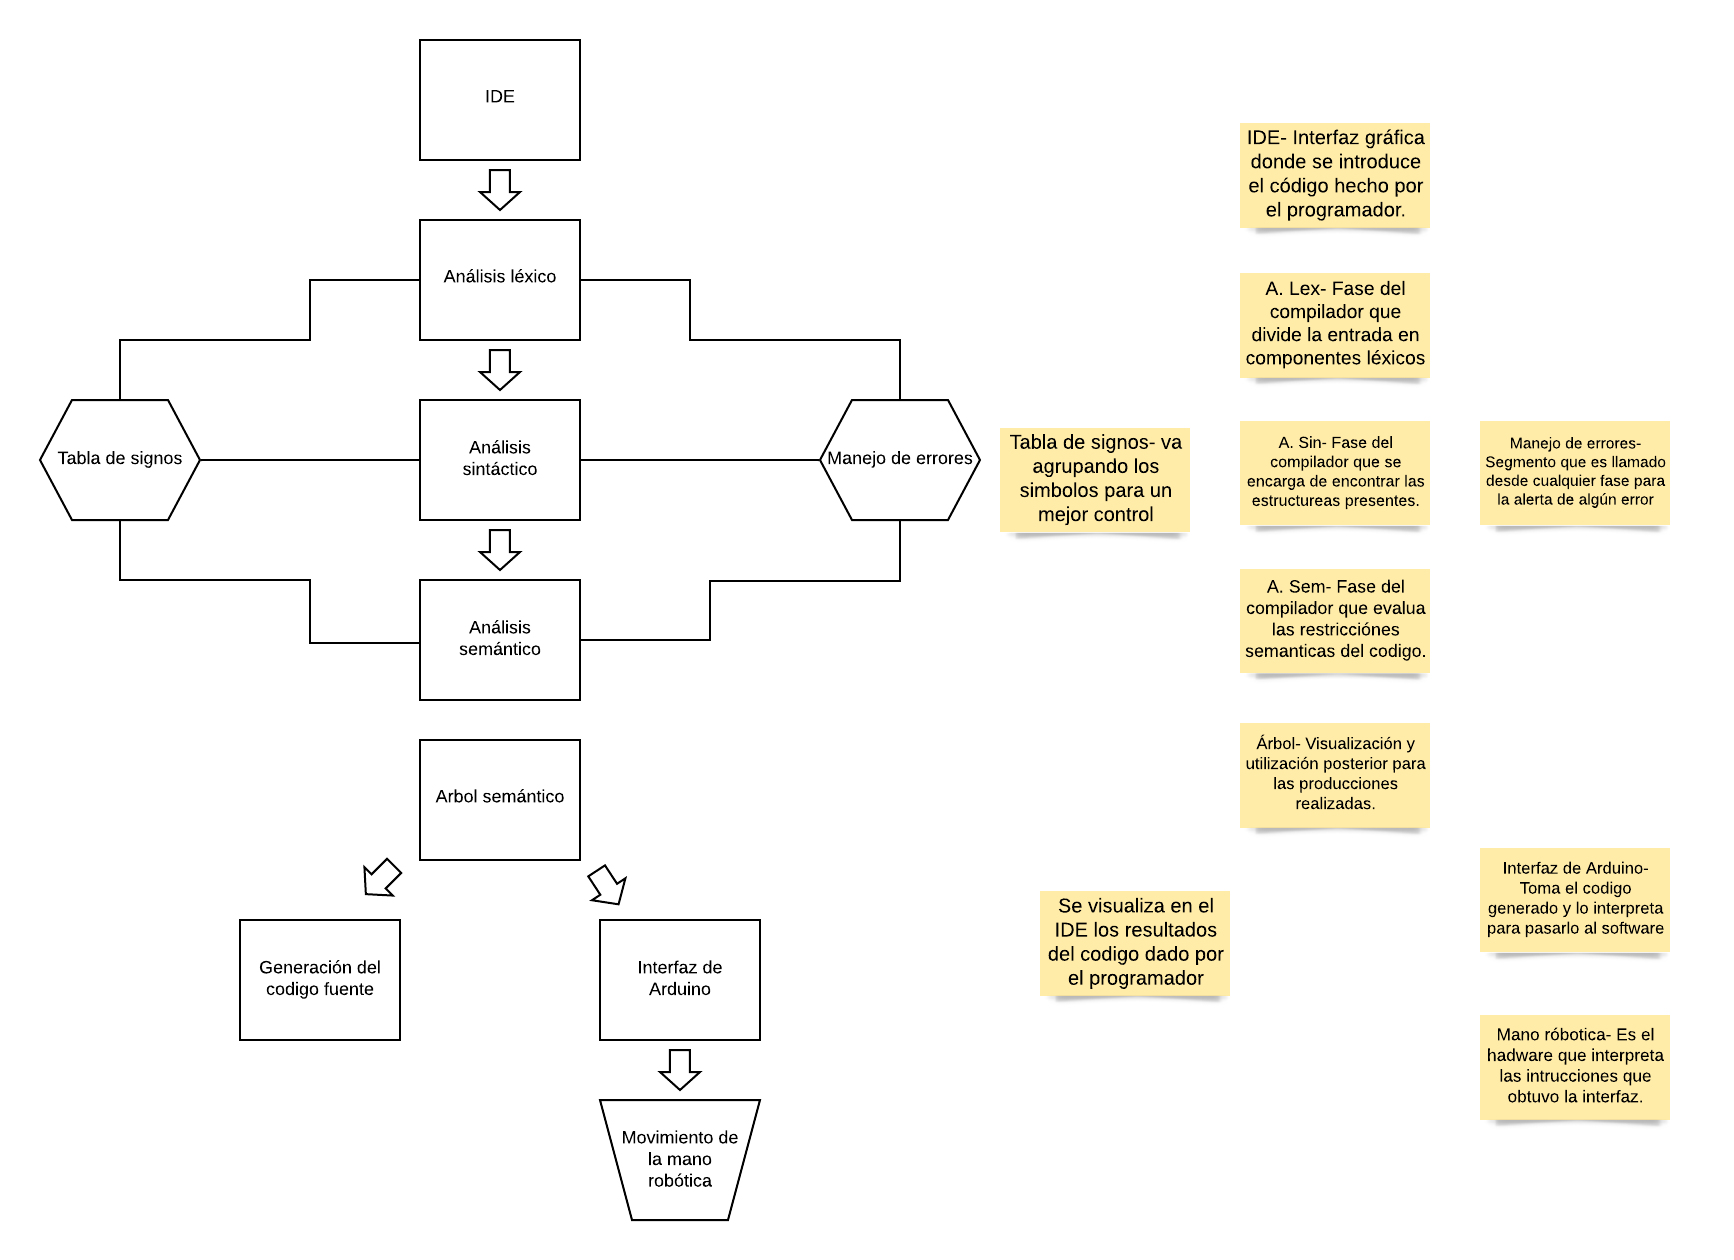 IDE
Análisis léxico
Tabla de signos
Análisis
sintáctico
Manejo de errores
Análisis
semántico
Arbol semántico
Generación del
codigo fuente
Interfaz de
Arduino
Movimiento de
la mano
robótica
IDE- Interfaz gráfica
donde se introduce
el código hecho por
el programador.
A. Lex- Fase del
compilador que
divide la entrada en
componentes léxicos
Tabla de signos- va
agrupando los
simbolos para un
mejor control
A. Sin- Fase del
compilador que se
encarga de encontrar las
estructureas presentes.
Manejo de errores-
Segmento que es llamado
desde cualquier fase para
la alerta de algún error
A. Sem- Fase del
compilador que evalua
las restricciónes
semanticas del codigo.
Árbol- Visualización y
utilización posterior para
las producciones
realizadas.
Se visualiza en el
IDE los resultados
del codigo dado por
el programador
Interfaz de Arduino-
Toma el codigo
generado y lo interpreta
para pasarlo al software
Mano róbotica- Es el
hadware que interpreta
las intrucciones que
obtuvo la interfaz.